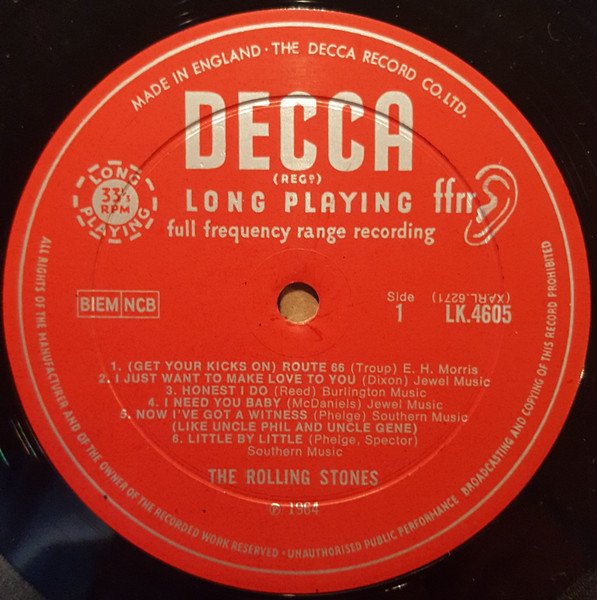 MADE IN ENGLAND · THE DECCA RECORD CO. LTD.
DECCA
(REGD)
LONG PLAYING ffrr
full frequency range recording
LONG PLAYING
33⅓
RPM
BIEM NCB
Side 1
(XARL.6271)
LK.4605
1. (GET YOUR KICKS ON) ROUTE 66 (Troup) E. H. Morris
2. I JUST WANT TO MAKE LOVE TO YOU (Dixon) Jewel Music
3. HONEST I DO (Reed) Burlington Music
4. I NEED YOU BABY (McDaniels) Jewel Music
5. NOW I'VE GOT A WITNESS (Phelge) Southern Music
(LIKE UNCLE PHIL AND UNCLE GENE)
6. LITTLE BY LITTLE (Phelge, Spector)
Southern Music
THE ROLLING STONES
℗ 1964
ALL RIGHTS OF THE MANUFACTURER AND OF THE OWNER OF THE RECORDED WORK RESERVED · UNAUTHORISED PUBLIC PERFORMANCE, BROADCASTING AND COPYING OF THIS RECORD PROHIBITED